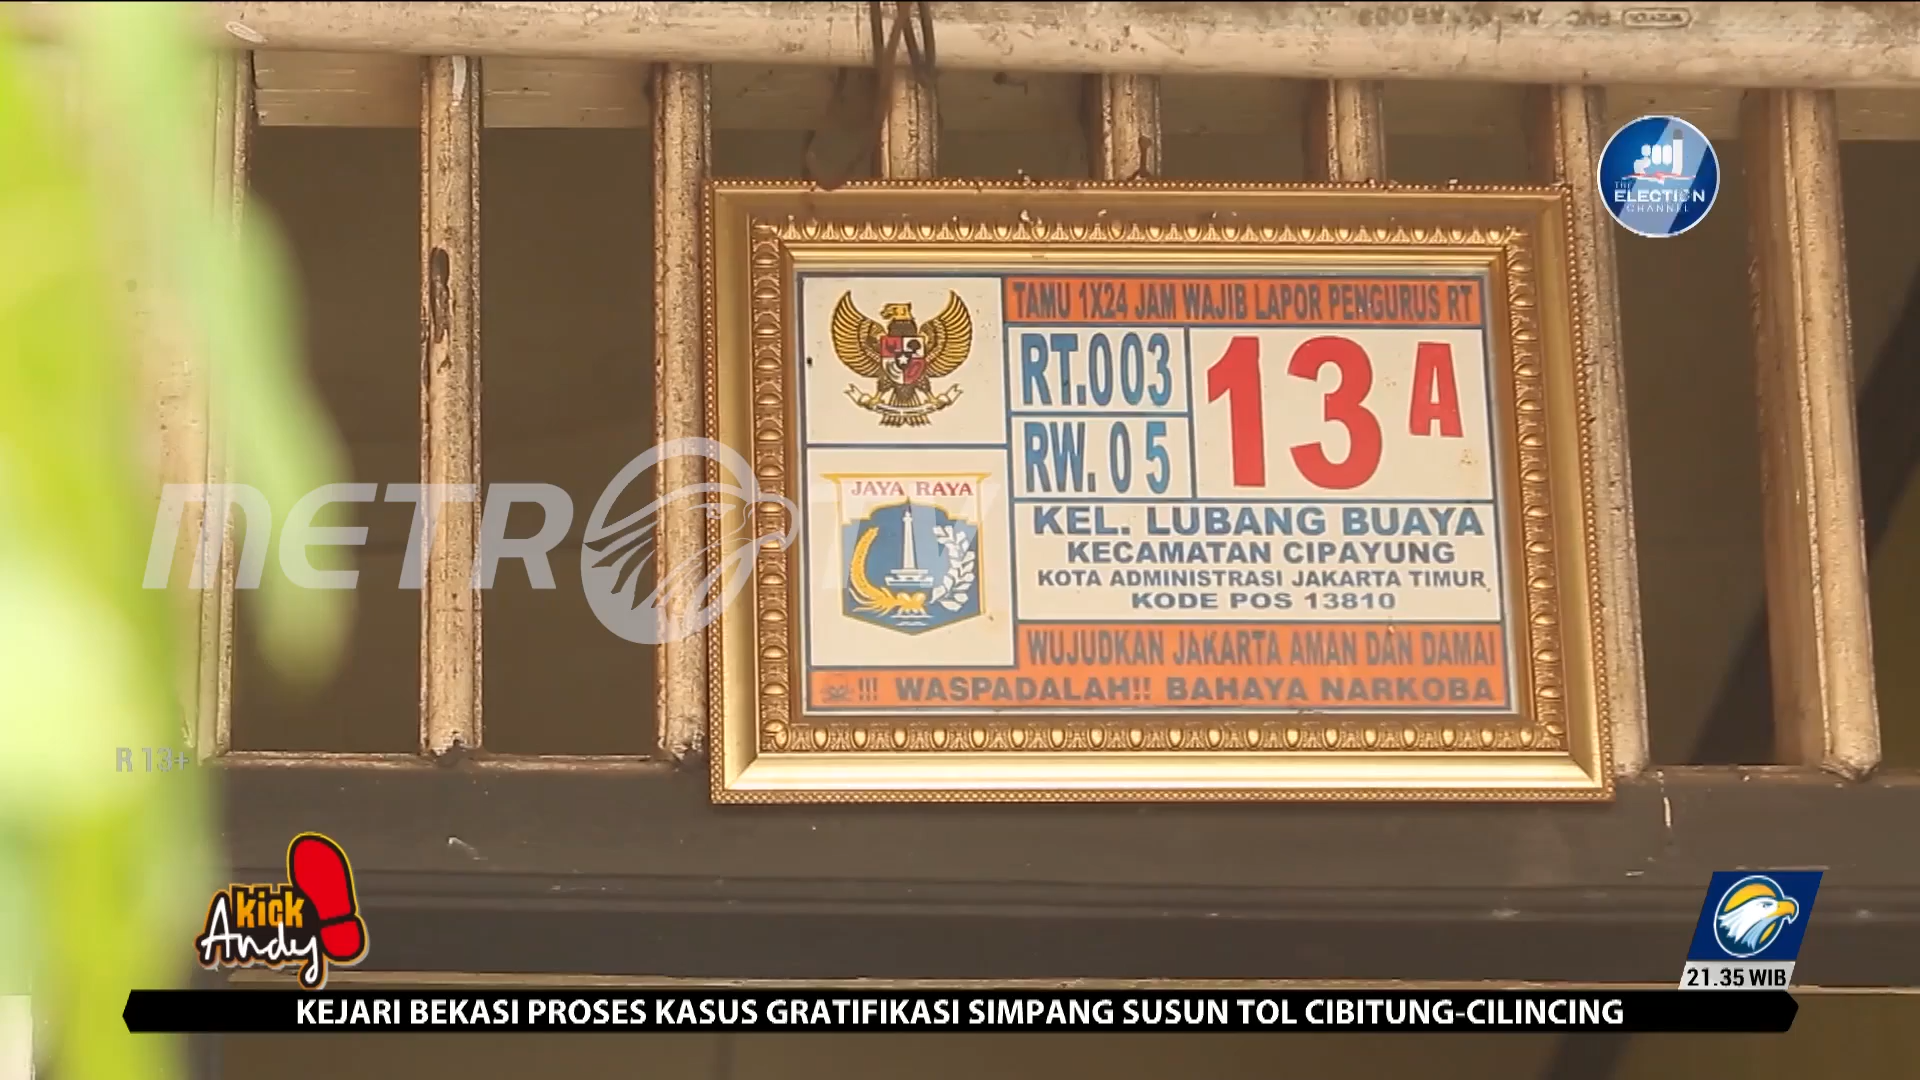 THE
ELECTION
CHANNEL
TAMU 1X24 JAM WAJIB LAPOR PENGURUS RT
RT.003
RW. 05
13 A
JAYA RAYA
KEL. LUBANG BUAYA
KECAMATAN CIPAYUNG
KOTA ADMINISTRASI JAKARTA TIMUR
KODE POS 13810
WUJUDKAN JAKARTA AMAN DAN DAMAI
!!! WASPADALAH!! BAHAYA NARKOBA
METRO TV
R 13+
kick
Andy
21.35 WIB
KEJARI BEKASI PROSES KASUS GRATIFIKASI SIMPANG SUSUN TOL CIBITUNG-CILINCING